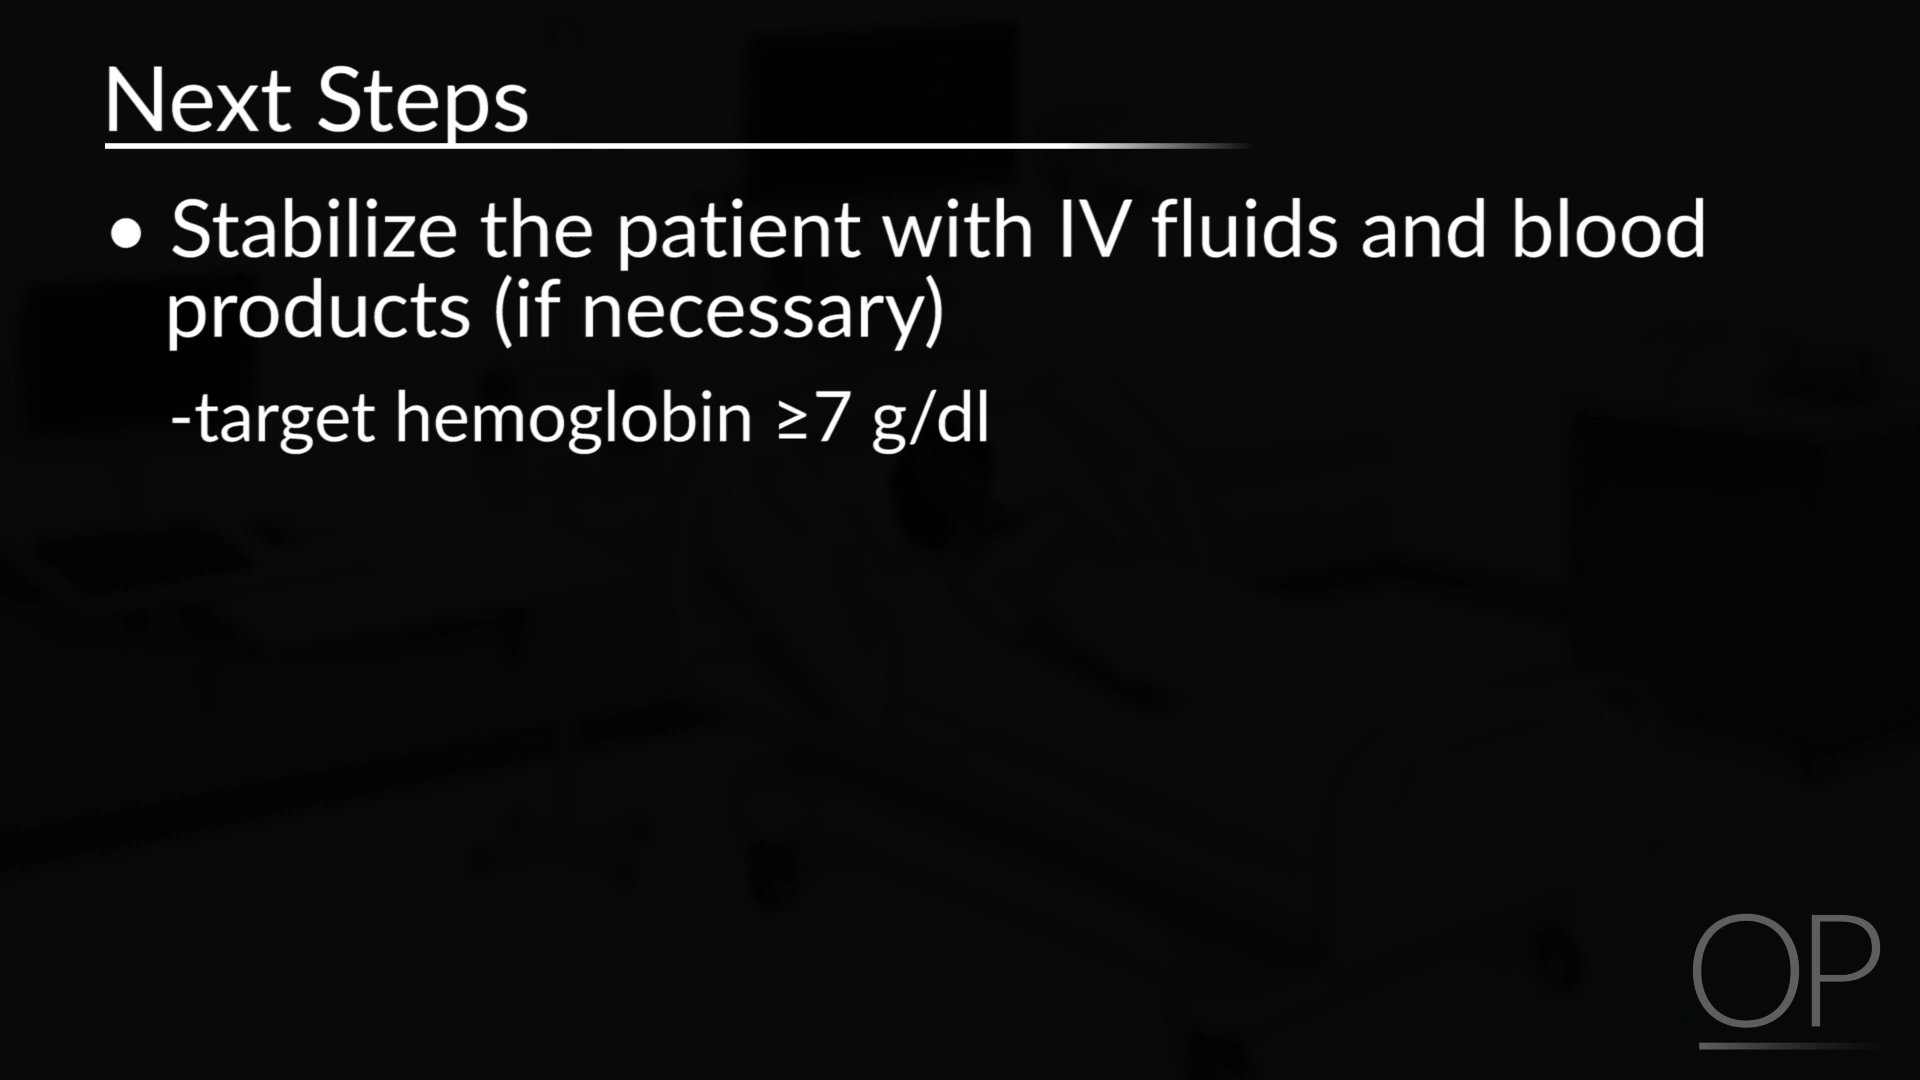 Next Steps
• Stabilize the patient with IV fluids and blood
products (if necessary)
-target hemoglobin ≥7 g/dl
OP